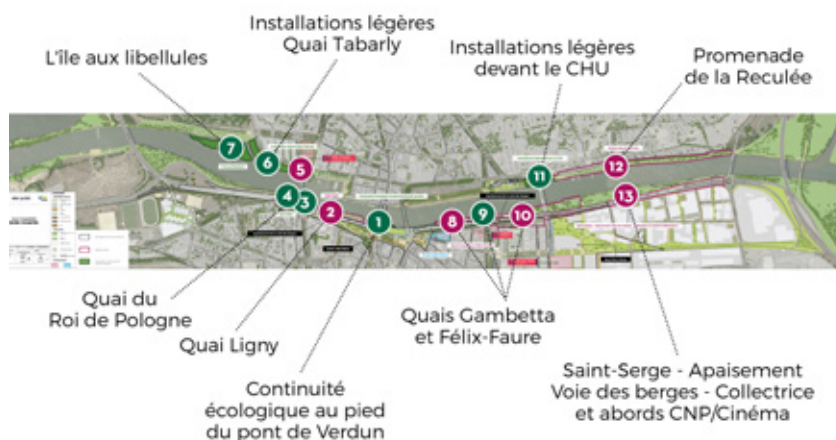 Installations légères
Quai Tabarly
L'île aux libellules
Installations légères
devant le CHU
Promenade
de la Reculée
7
6
5
4
3
2
1
8
9
10
11
12
13
Quai du
Roi de Pologne
Quai Ligny
Continuité
écologique au pied
du pont de Verdun
Quais Gambetta
et Félix-Faure
Saint-Serge - Apaisement
Voie des berges - Collectrice
et abords CNP/Cinéma